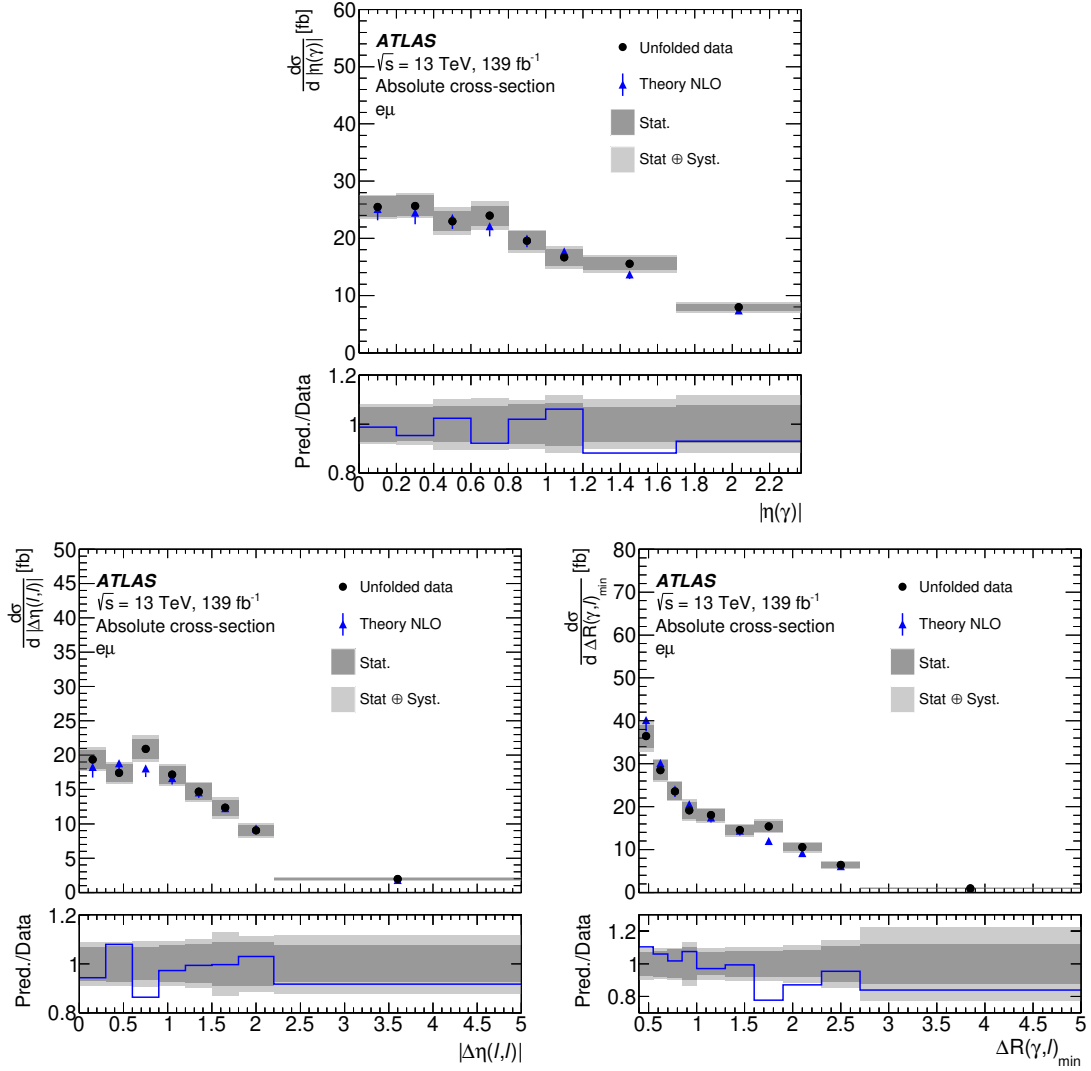 dσ
d |η(γ)|
[fb]
60
50
40
30
20
10
0
ATLAS
√s = 13 TeV, 139 fb⁻¹
Absolute cross-section
eμ
Unfolded data
Theory NLO
Stat.
Stat ⊕ Syst.
Pred./Data
1.2
1
0.8
0 0.2 0.4 0.6 0.8 1 1.2 1.4 1.6 1.8 2 2.2
|η(γ)|
dσ
d |Δη(l,l)|
[fb]
50
45
40
35
30
25
20
15
10
5
0
ATLAS
√s = 13 TeV, 139 fb⁻¹
Absolute cross-section
eμ
Unfolded data
Theory NLO
Stat.
Stat ⊕ Syst.
Pred./Data
1.2
1
0.8
0 0.5 1 1.5 2 2.5 3 3.5 4 4.5 5
|Δη(l,l)|
dσ
d ΔR(γ,l)min
[fb]
80
70
60
50
40
30
20
10
0
ATLAS
√s = 13 TeV, 139 fb⁻¹
Absolute cross-section
eμ
Unfolded data
Theory NLO
Stat.
Stat ⊕ Syst.
Pred./Data
1.2
1
0.8
0.5 1 1.5 2 2.5 3 3.5 4 4.5 5
ΔR(γ,l)min